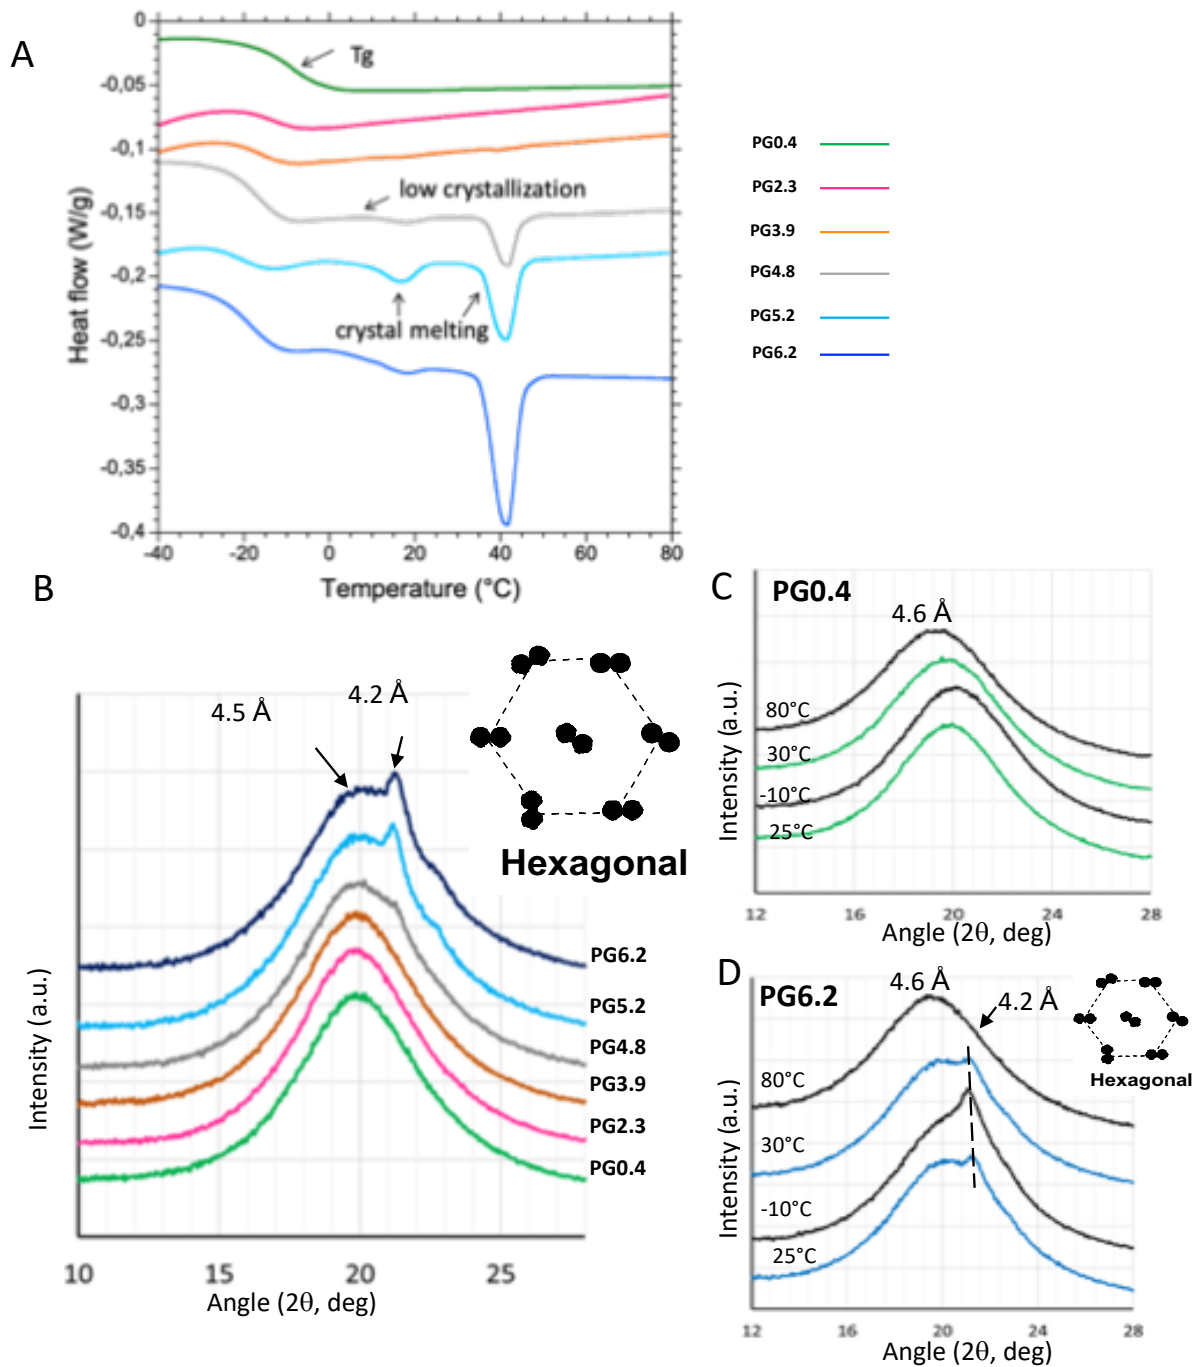 A
0
-0,05
-0,1
-0,15
-0,2
-0,25
-0,3
-0,35
-0,4
Heat flow (W/g)
Tg
low crystallization
crystal melting
-40
-20
0
20
40
60
80
Temperature (°C)
PG0.4
PG2.3
PG3.9
PG4.8
PG5.2
PG6.2
B
4.5 Å
4.2 Å
Hexagonal
PG6.2
PG5.2
PG4.8
PG3.9
PG2.3
PG0.4
Intensity (a.u.)
10
15
20
25
Angle (2θ, deg)
C
PG0.4
4.6 Å
80°C
30°C
-10°C
25°C
Intensity (a.u.)
12
16
20
24
28
Angle (2θ, deg)
D
PG6.2
4.6 Å
4.2 Å
Hexagonal
80°C
30°C
-10°C
25°C
Intensity (a.u.)
12
16
20
24
28
Angle (2θ, deg)